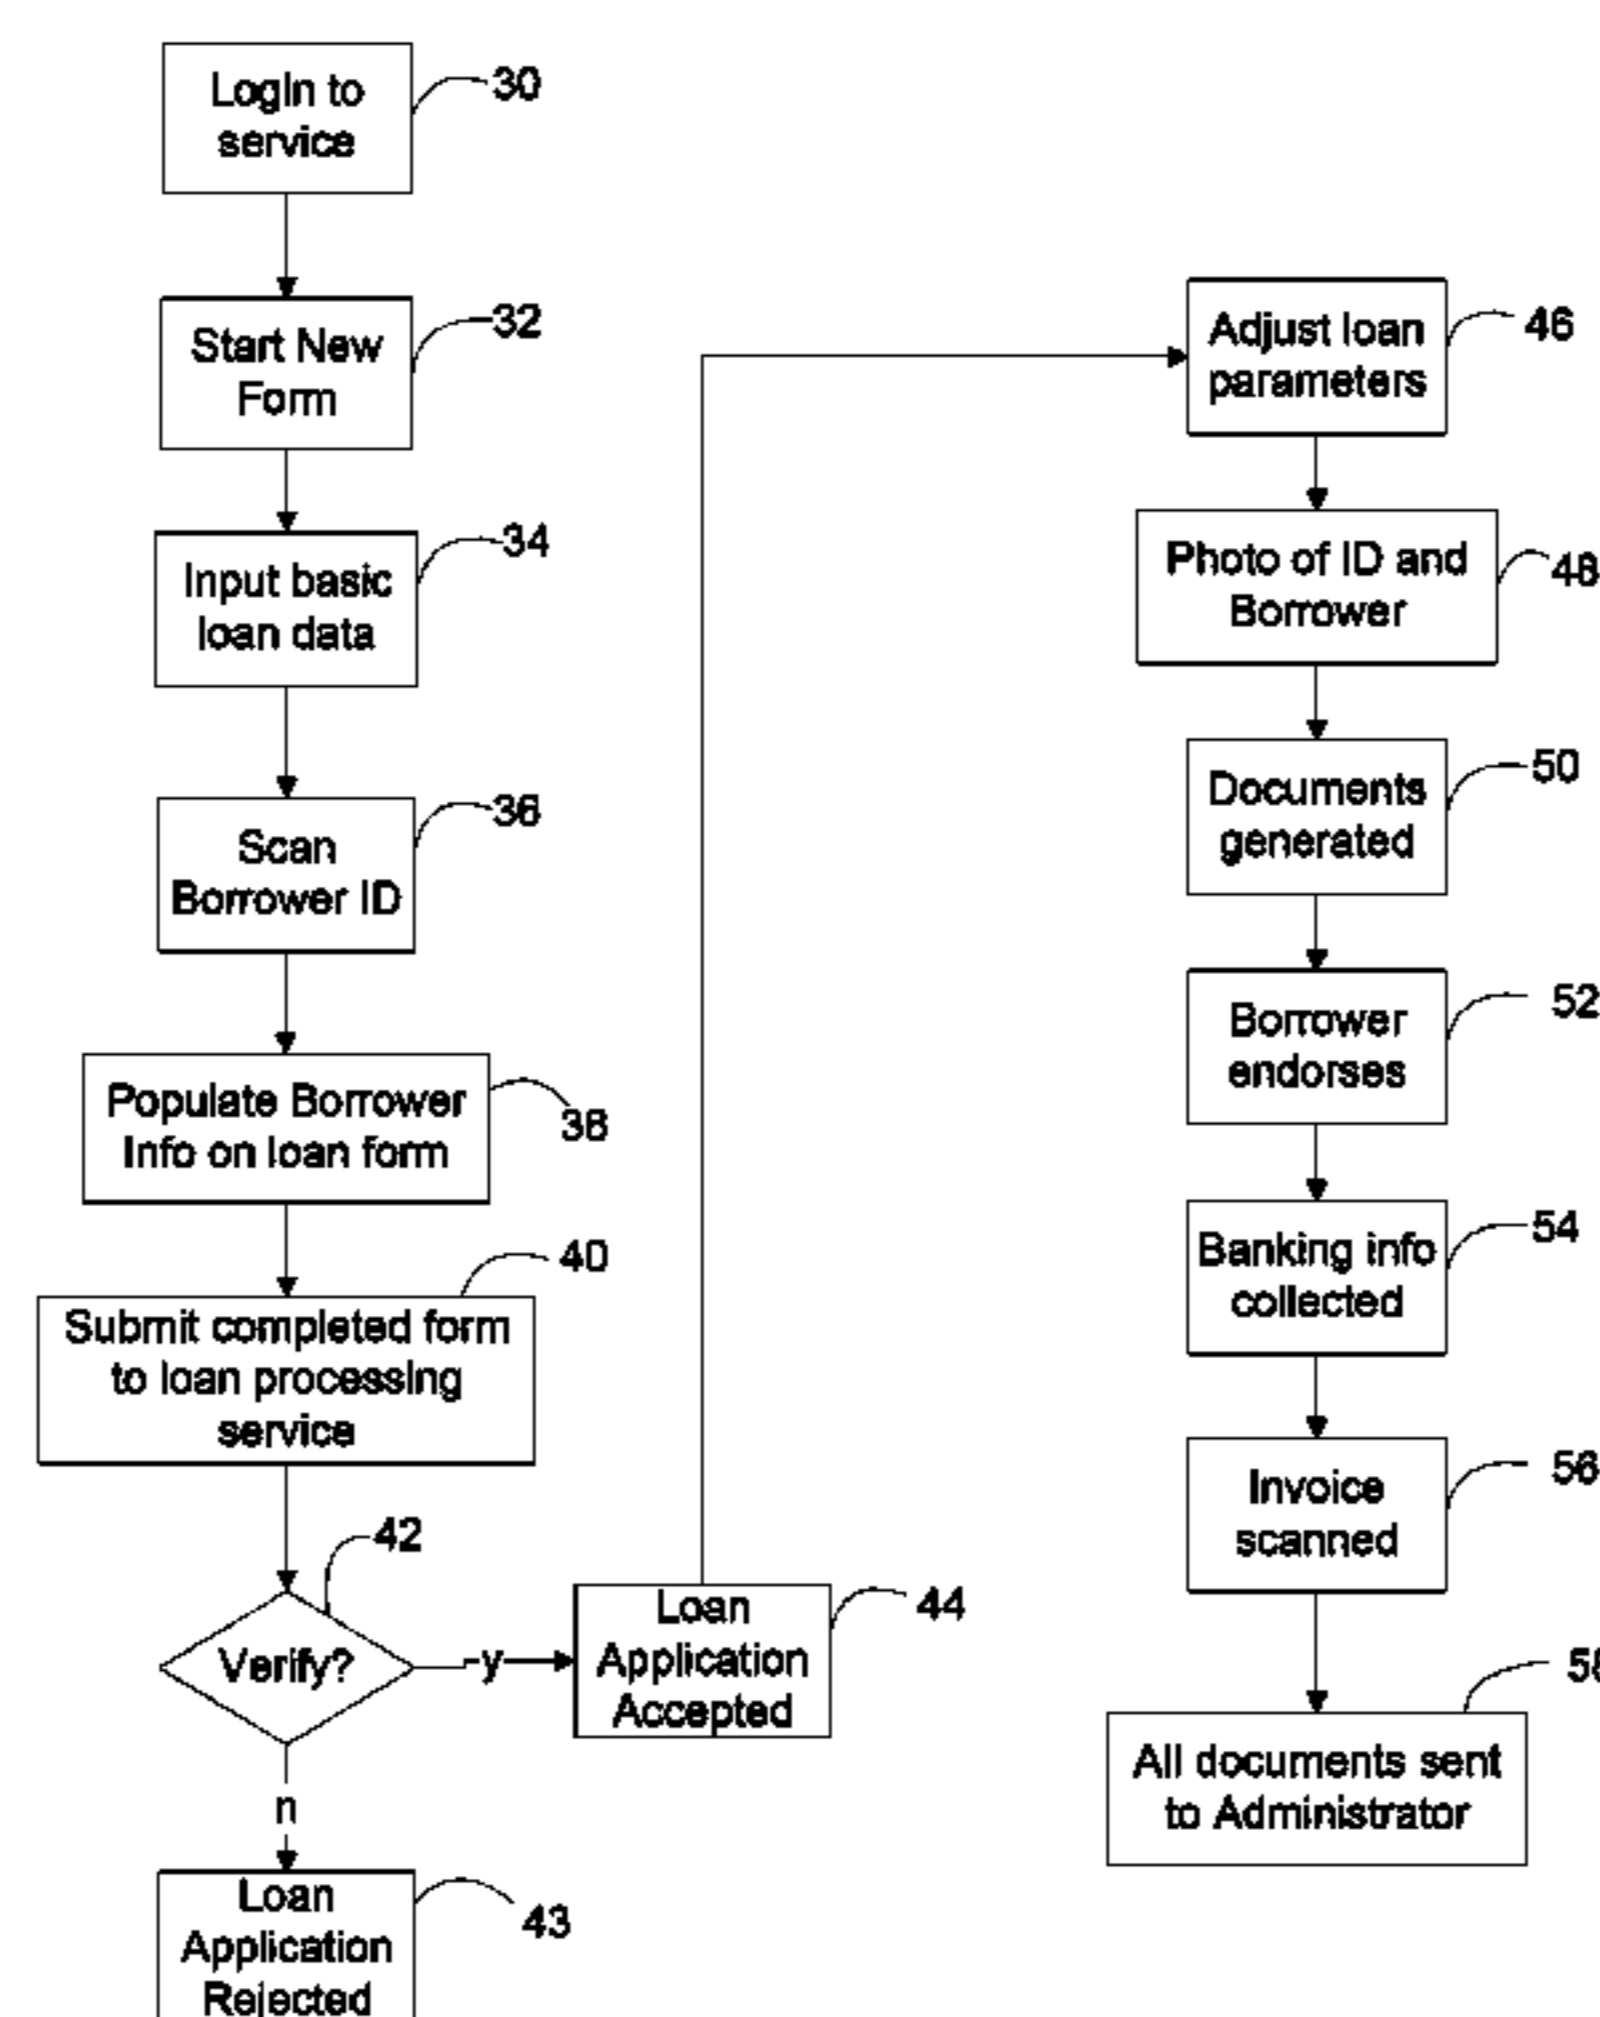 LogIn to
service
30
Start New
Form
32
Input basic
loan data
34
Scan
Borrower ID
36
Populate Borrower
Info on loan form
38
Submit completed form
to loan processing
service
40
Verify?
42
y
n
Loan
Application
Accepted
44
Loan
Application
Rejected
43
Adjust loan
parameters
46
Photo of ID and
Borrower
48
Documents
generated
50
Borrower
endorses
52
Banking info
collected
54
Invoice
scanned
56
All documents sent
to Administrator
58